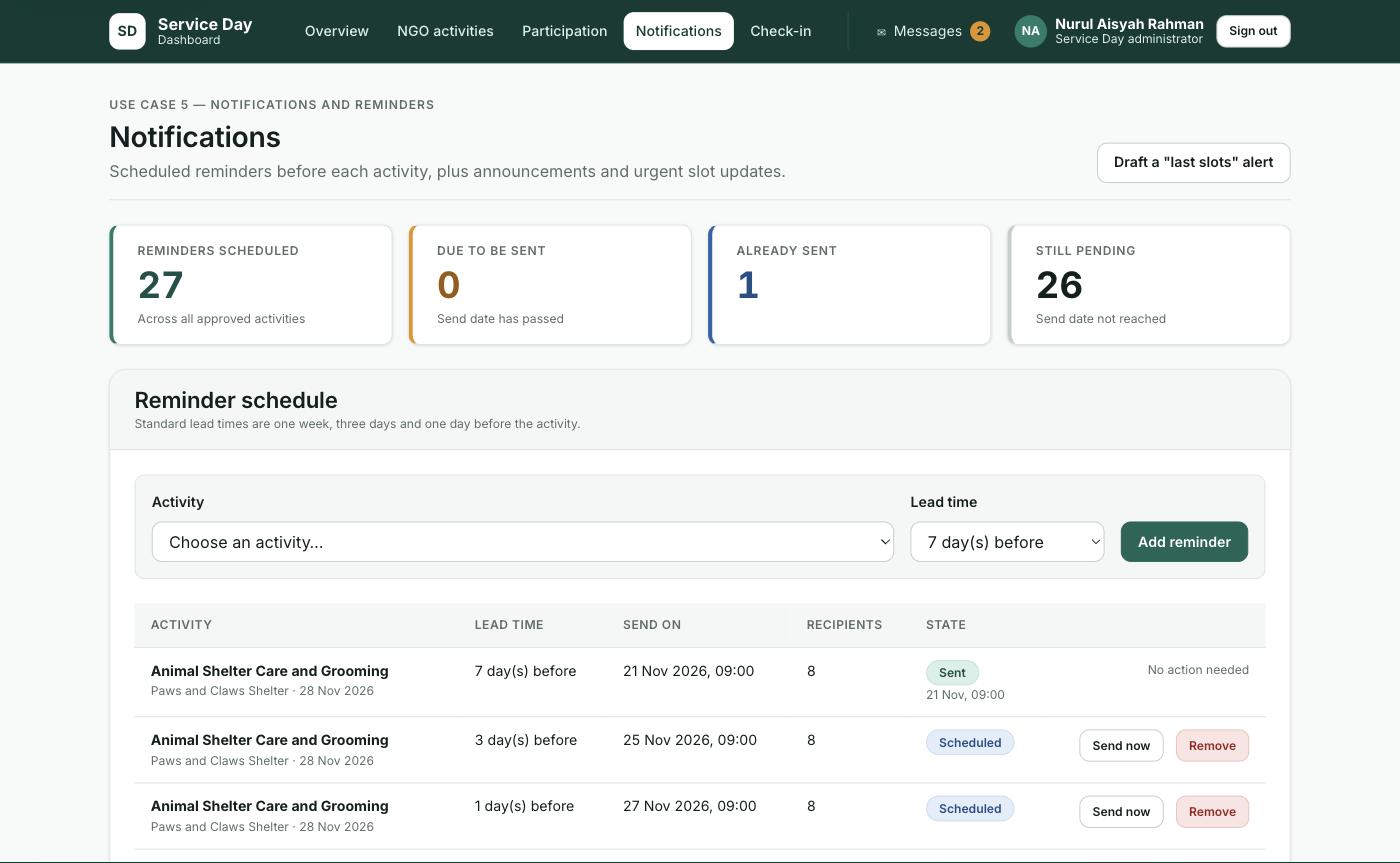 SD
Service Day
Dashboard
Overview
NGO activities
Participation
Notifications
Check-in
✉ Messages 2
NA
Nurul Aisyah Rahman
Service Day administrator
Sign out
USE CASE 5 — NOTIFICATIONS AND REMINDERS
Notifications
Scheduled reminders before each activity, plus announcements and urgent slot updates.
Draft a "last slots" alert
REMINDERS SCHEDULED
27
Across all approved activities
DUE TO BE SENT
0
Send date has passed
ALREADY SENT
1
STILL PENDING
26
Send date not reached
Reminder schedule
Standard lead times are one week, three days and one day before the activity.
Activity
Choose an activity...
Lead time
7 day(s) before
Add reminder
ACTIVITY LEAD TIME SEND ON RECIPIENTS STATE
Animal Shelter Care and Grooming 7 day(s) before 21 Nov 2026, 09:00 8 Sent No action needed
Paws and Claws Shelter · 28 Nov 2026 21 Nov, 09:00
Animal Shelter Care and Grooming 3 day(s) before 25 Nov 2026, 09:00 8 Scheduled Send now Remove
Paws and Claws Shelter · 28 Nov 2026
Animal Shelter Care and Grooming 1 day(s) before 27 Nov 2026, 09:00 8 Scheduled Send now Remove
Paws and Claws Shelter · 28 Nov 2026